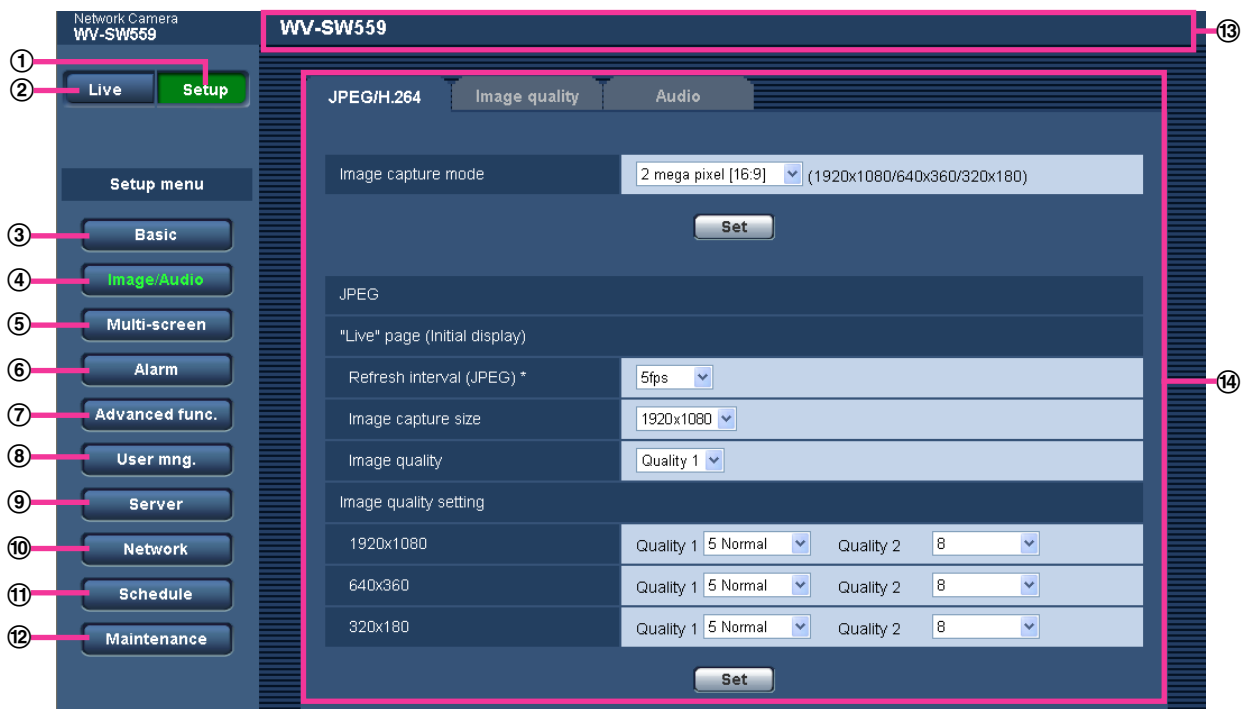 Network Camera
WV-SW559
WV-SW559
⑬
①
②
Live Setup
JPEG/H.264 Image quality Audio
Setup menu
Image capture mode 2 mega pixel [16:9] (1920x1080/640x360/320x180)
Set
③ Basic
④ Image/Audio
⑤ Multi-screen
⑥ Alarm
⑦ Advanced func.
⑧ User mng.
⑨ Server
⑩ Network
⑪ Schedule
⑫ Maintenance
JPEG
"Live" page (Initial display)
Refresh interval (JPEG) * 5fps
⑭
Image capture size 1920x1080
Image quality Quality 1
Image quality setting
1920x1080 Quality 1 5 Normal Quality 2 8
640x360 Quality 1 5 Normal Quality 2 8
320x180 Quality 1 5 Normal Quality 2 8
Set